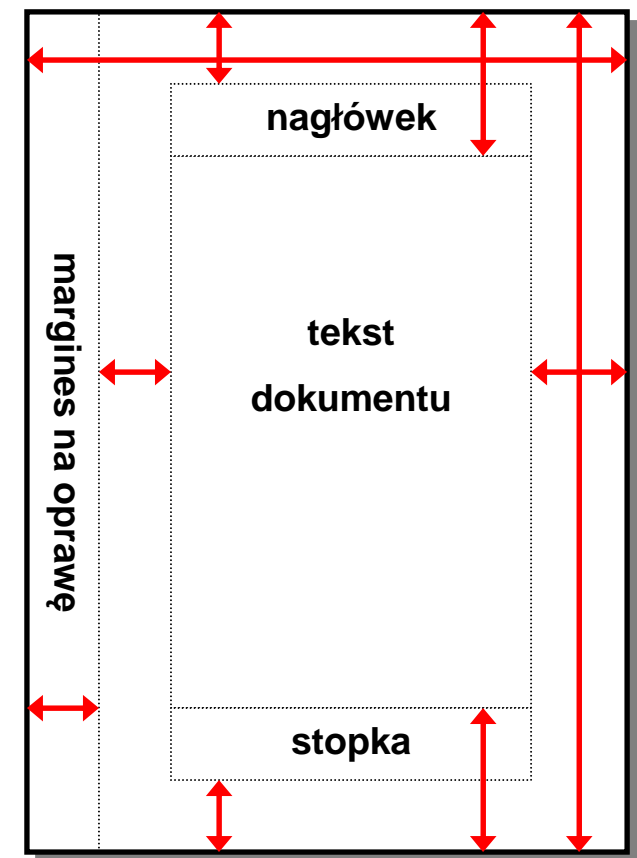 nagłówek
margines na oprawę
tekst
dokumentu
stopka